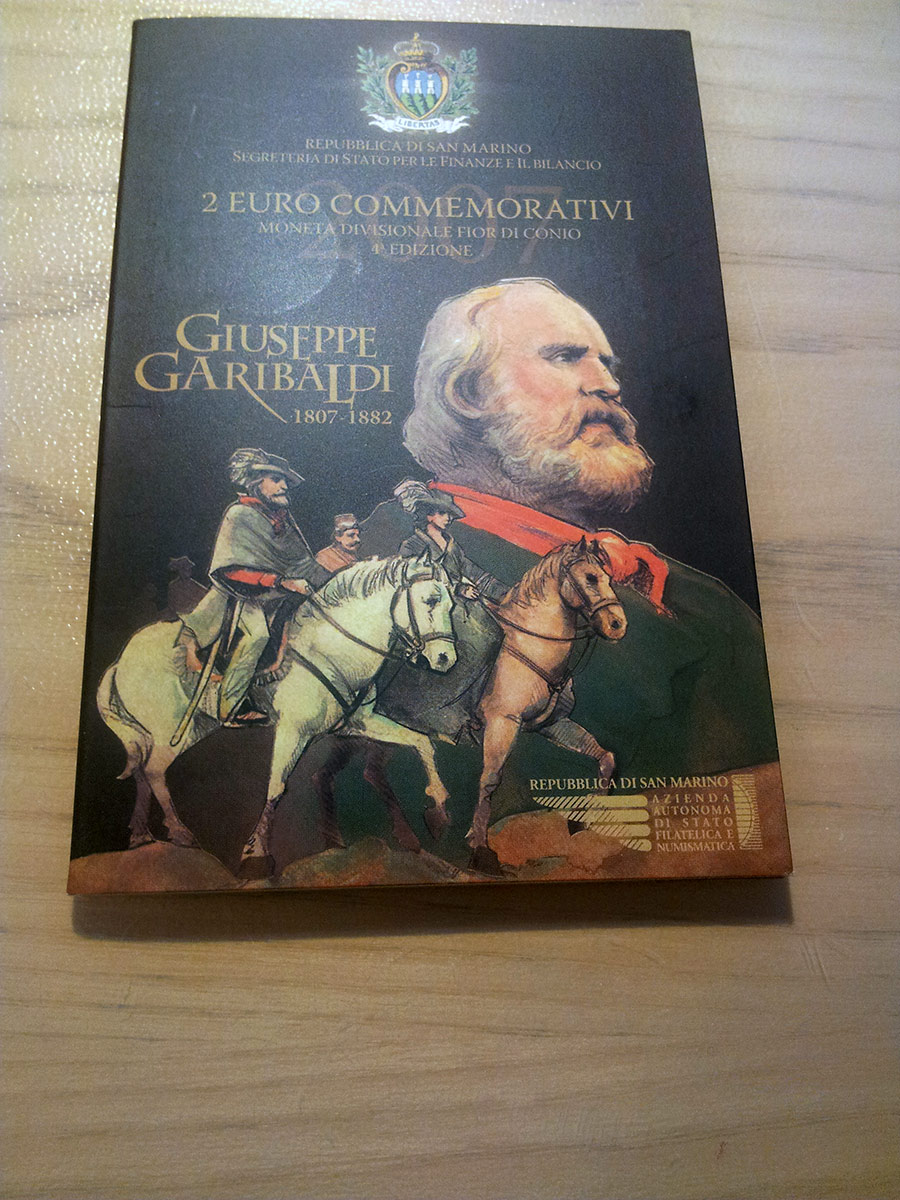 LIBERTAS
REPUBBLICA DI SAN MARINO
SEGRETERIA DI STATO PER LE FINANZE E IL BILANCIO
2007
2 EURO COMMEMORATIVI
MONETA DIVISIONALE FIOR DI CONIO
4ª EDIZIONE
GIUSEPPE
GARIBALDI
1807-1882
REPUBBLICA DI SAN MARINO
AZIENDA
AUTONOMA
DI STATO
FILATELICA E
NUMISMATICA